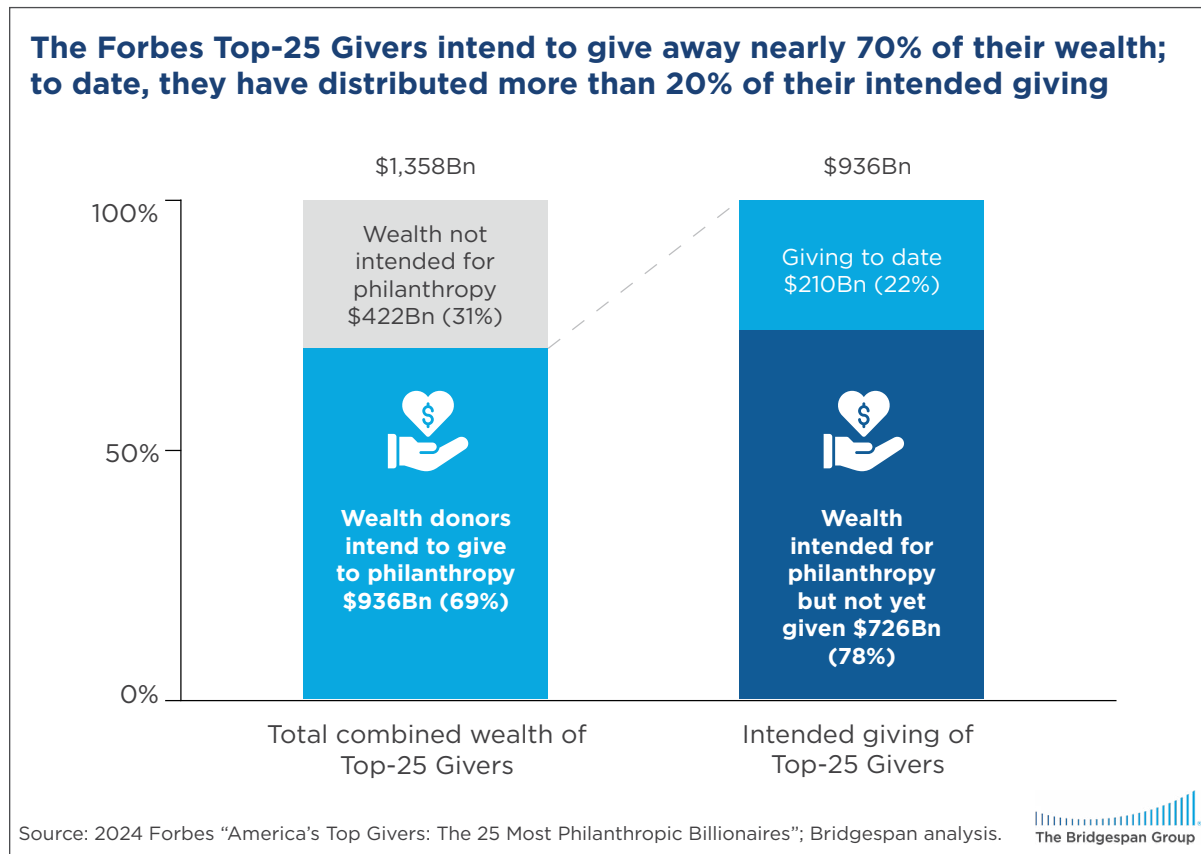 The Forbes Top-25 Givers intend to give away nearly 70% of their wealth;
to date, they have distributed more than 20% of their intended giving
$1,358Bn
$936Bn
100%
50%
0%
Wealth not
intended for
philanthropy
$422Bn (31%)
$
Wealth donors
intend to give
to philanthropy
$936Bn (69%)
Giving to date
$210Bn (22%)
$
Wealth
intended for
philanthropy
but not yet
given $726Bn
(78%)
Total combined wealth of
Top-25 Givers
Intended giving of
Top-25 Givers
Source: 2024 Forbes “America’s Top Givers: The 25 Most Philanthropic Billionaires”; Bridgespan analysis.
The Bridgespan Group